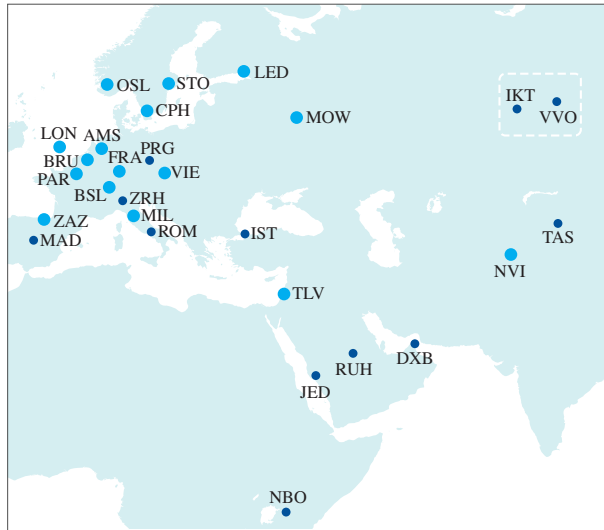 OSL
STO
LED
IKT
VVO
CPH
MOW
LON
AMS
PRG
BRU
FRA
PAR
VIE
BSL
ZRH
ZAZ
MIL
MAD
ROM
IST
TAS
NVI
TLV
DXB
RUH
JED
NBO